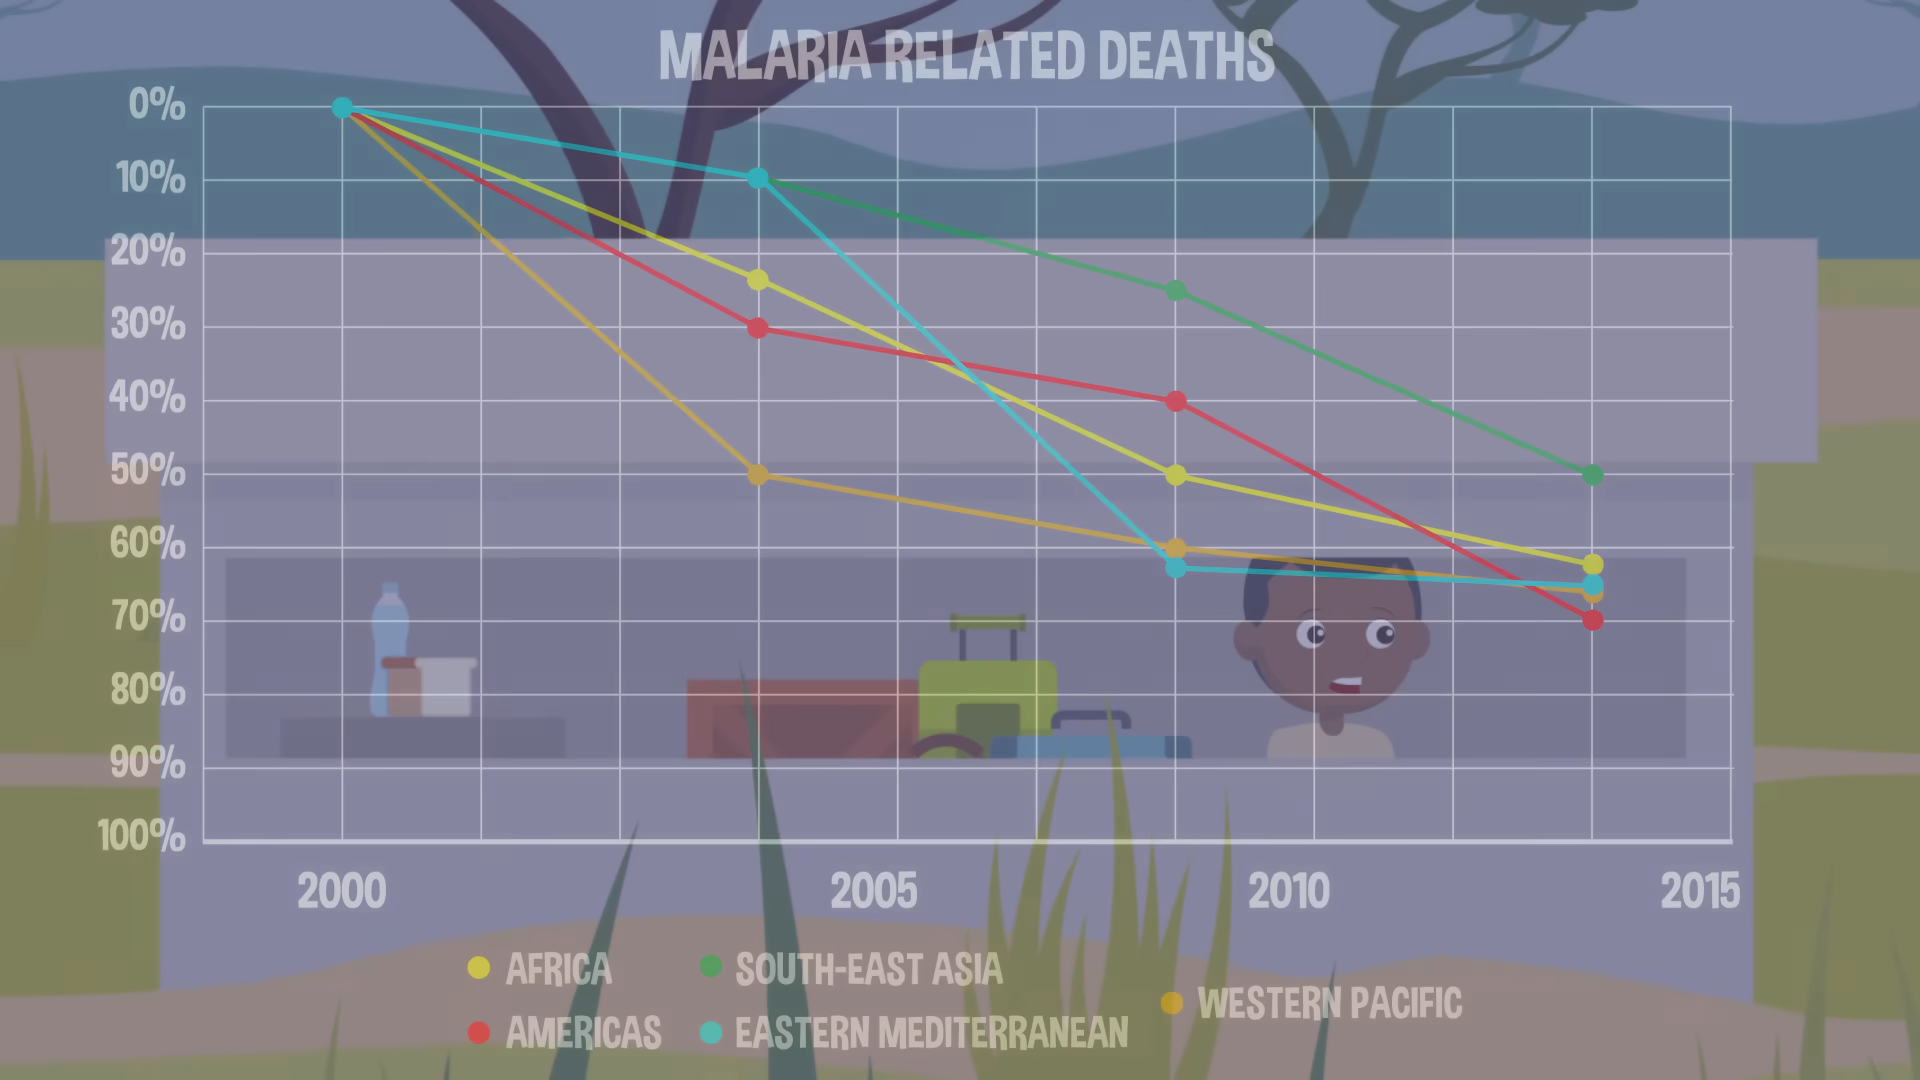 MALARIA RELATED DEATHS
0%
10%
20%
30%
40%
50%
60%
70%
80%
90%
100%
2000 2005 2010 2015
AFRICA SOUTH-EAST ASIA
WESTERN PACIFIC
AMERICAS EASTERN MEDITERRANEAN